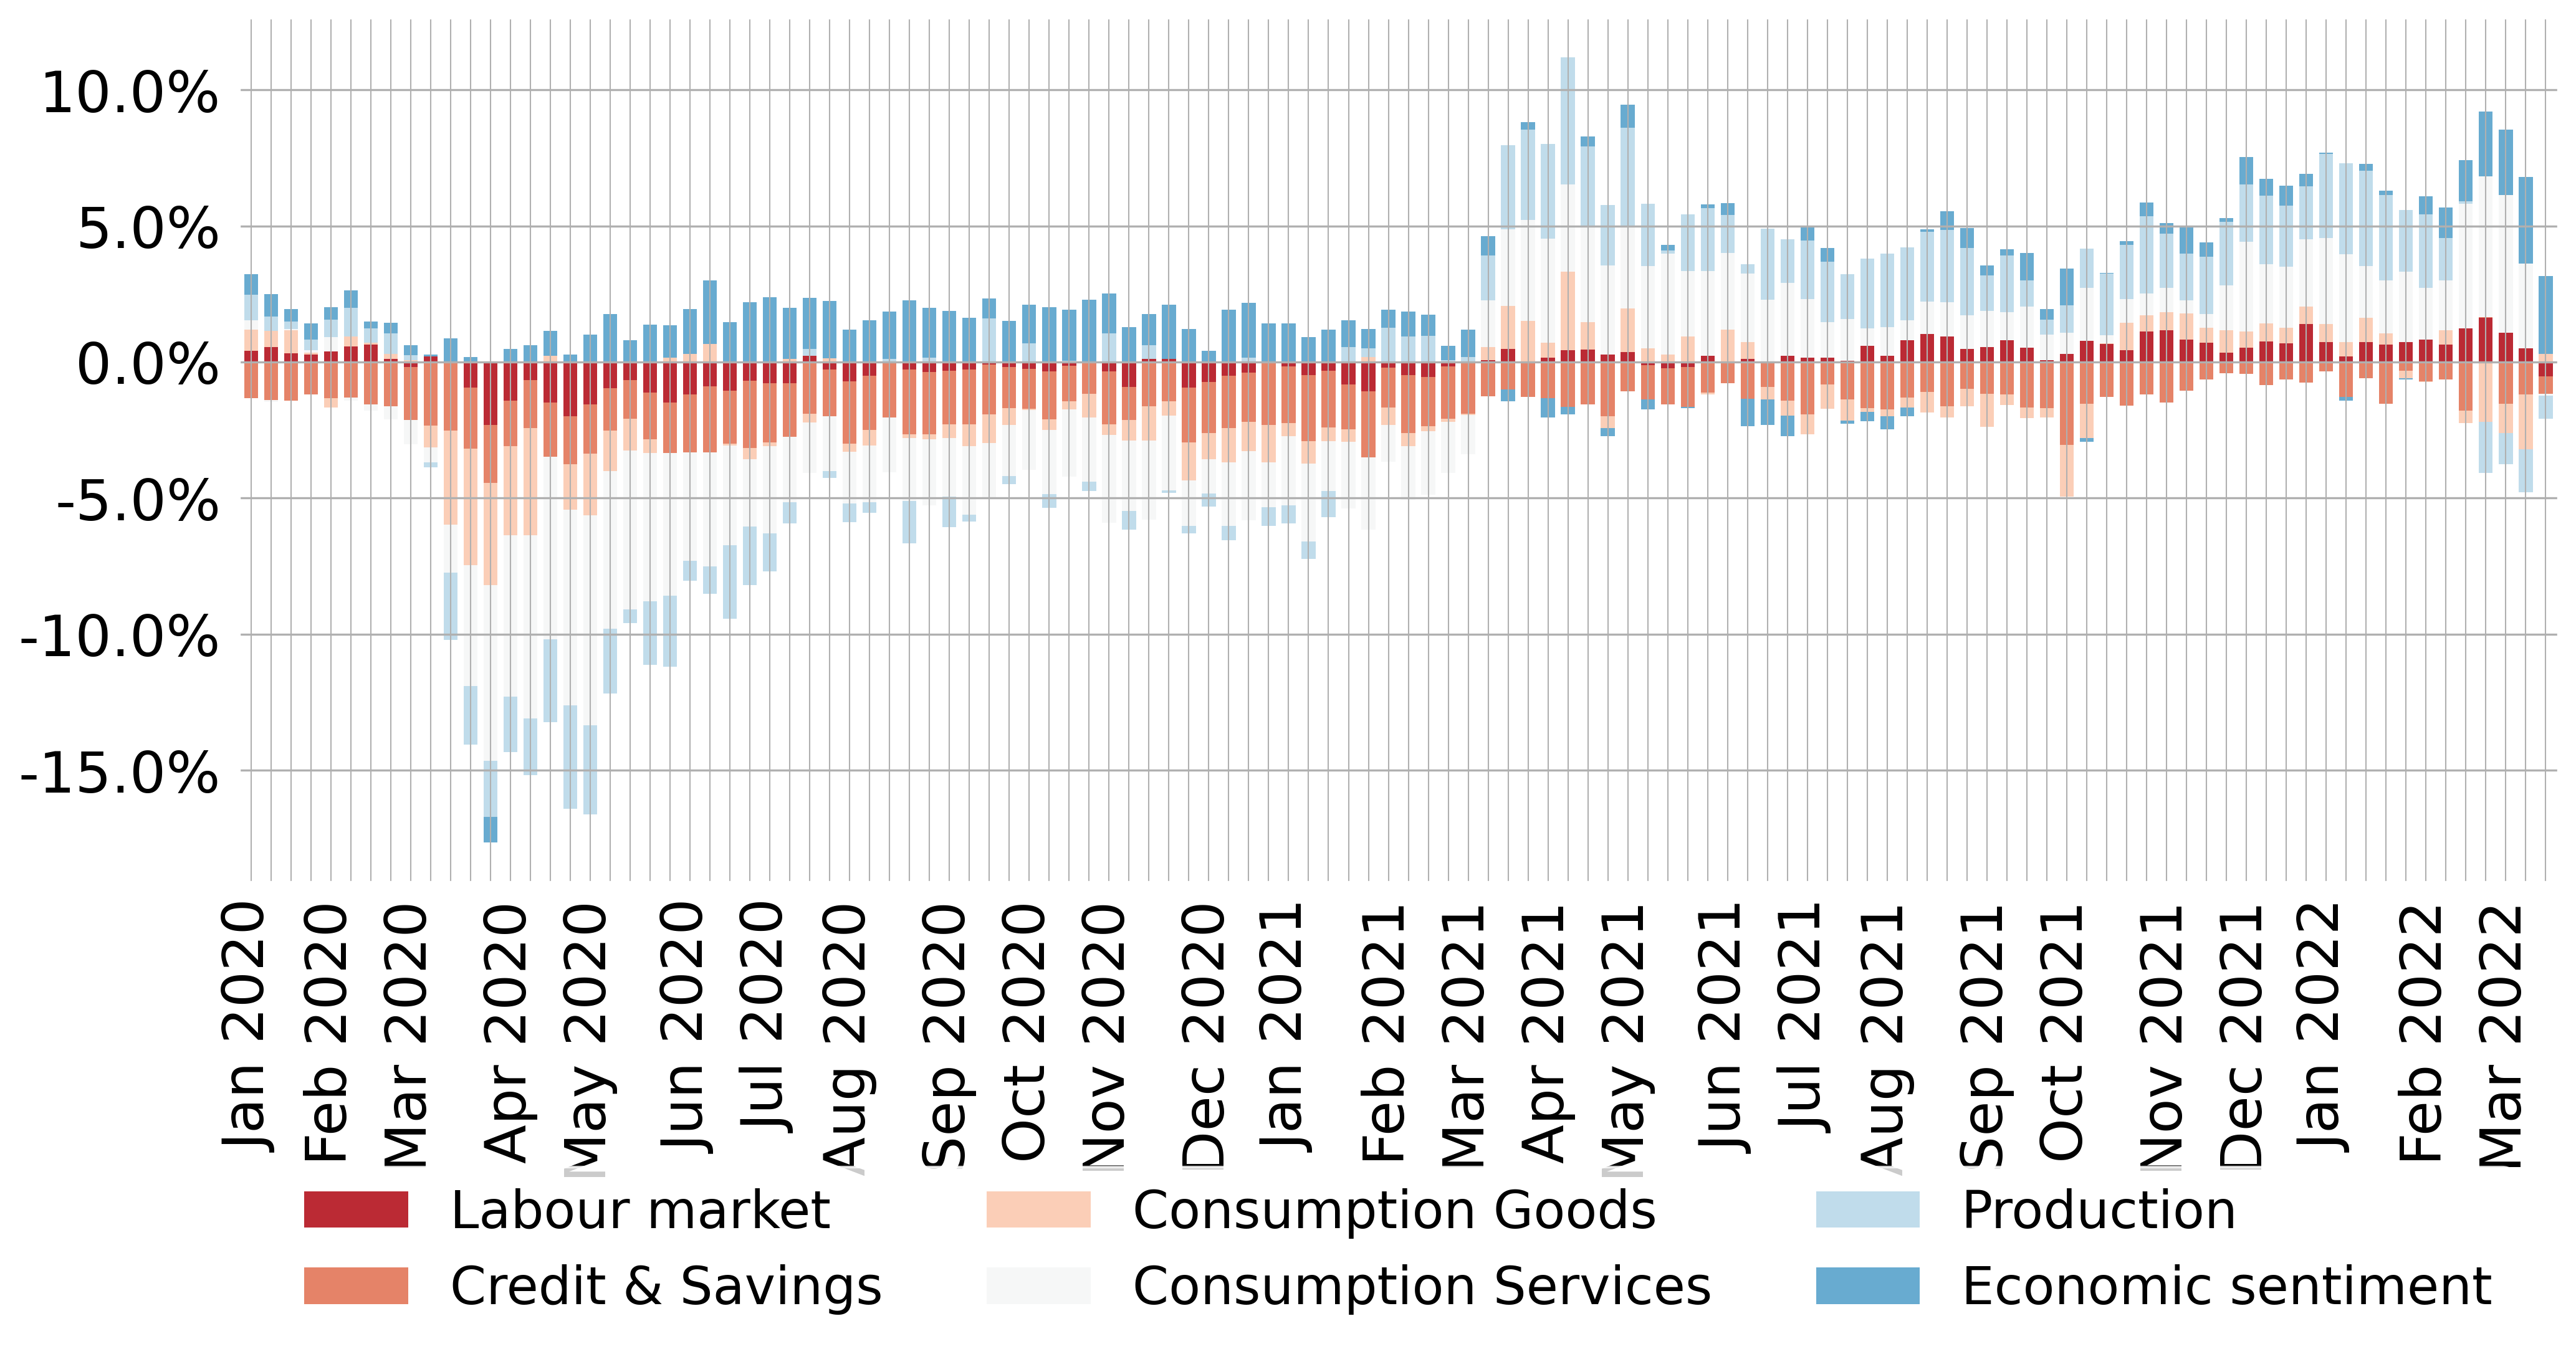 10.0%
5.0%
0.0%
-5.0%
-10.0%
-15.0%
Jan 2020
Feb 2020
Mar 2020
Apr 2020
May 2020
Jun 2020
Jul 2020
Aug 2020
Sep 2020
Oct 2020
Nov 2020
Dec 2020
Jan 2021
Feb 2021
Mar 2021
Apr 2021
May 2021
Jun 2021
Jul 2021
Aug 2021
Sep 2021
Oct 2021
Nov 2021
Dec 2021
Jan 2022
Feb 2022
Mar 2022
Labour market
Consumption Goods
Production
Credit & Savings
Consumption Services
Economic sentiment